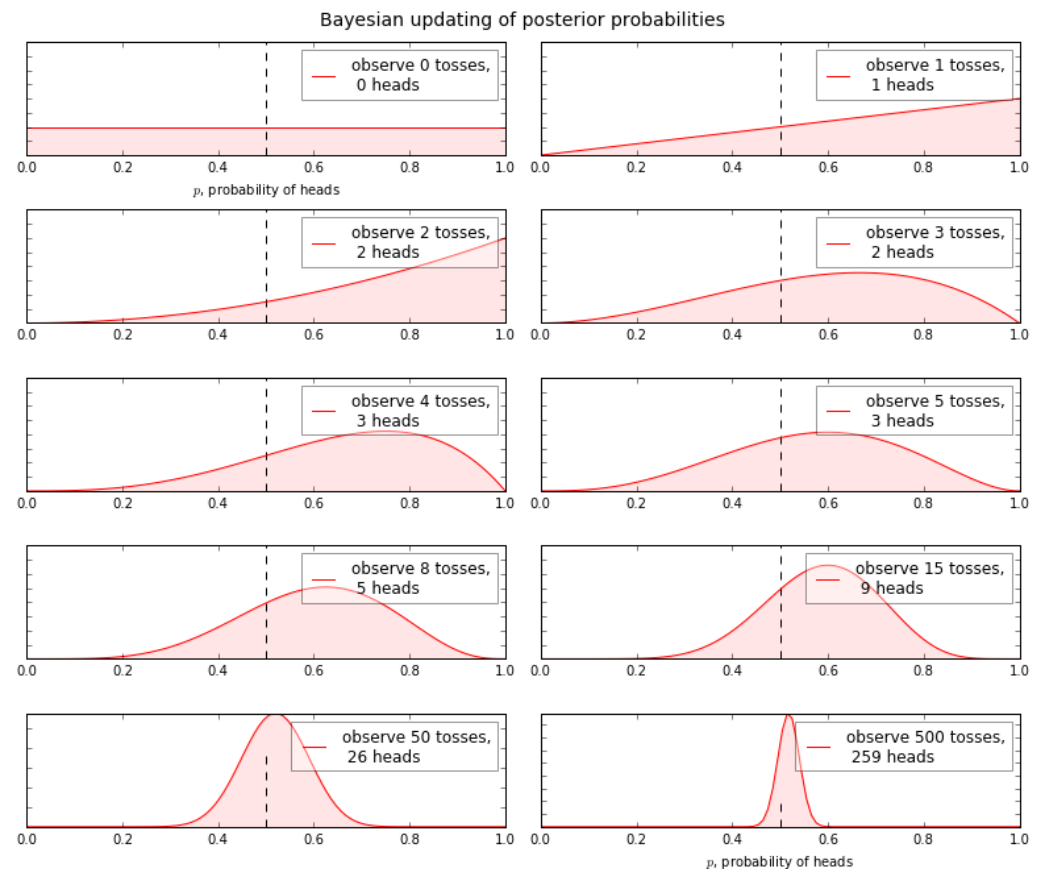 Bayesian updating of posterior probabilities
observe 0 tosses,
0 heads
0.0 0.2 0.4 0.6 0.8 1.0
p, probability of heads
observe 1 tosses,
1 heads
0.0 0.2 0.4 0.6 0.8 1.0
observe 2 tosses,
2 heads
0.0 0.2 0.4 0.6 0.8 1.0
observe 3 tosses,
2 heads
0.0 0.2 0.4 0.6 0.8 1.0
observe 4 tosses,
3 heads
0.0 0.2 0.4 0.6 0.8 1.0
observe 5 tosses,
3 heads
0.0 0.2 0.4 0.6 0.8 1.0
observe 8 tosses,
5 heads
0.0 0.2 0.4 0.6 0.8 1.0
observe 15 tosses,
9 heads
0.0 0.2 0.4 0.6 0.8 1.0
observe 50 tosses,
26 heads
0.0 0.2 0.4 0.6 0.8 1.0
observe 500 tosses,
259 heads
0.0 0.2 0.4 0.6 0.8 1.0
p, probability of heads